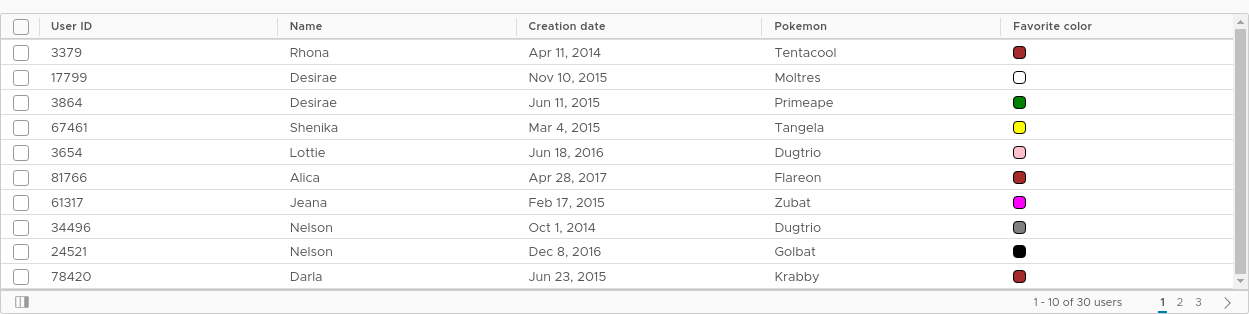 User ID Name Creation date Pokemon Favorite color
3379 Rhona Apr 11, 2014 Tentacool
17799 Desirae Nov 10, 2015 Moltres
3864 Desirae Jun 11, 2015 Primeape
67461 Shenika Mar 4, 2015 Tangela
3654 Lottie Jun 18, 2016 Dugtrio
81766 Alica Apr 28, 2017 Flareon
61317 Jeana Feb 17, 2015 Zubat
34496 Nelson Oct 1, 2014 Dugtrio
24521 Nelson Dec 8, 2016 Golbat
78420 Darla Jun 23, 2015 Krabby
1 - 10 of 30 users 1 2 3